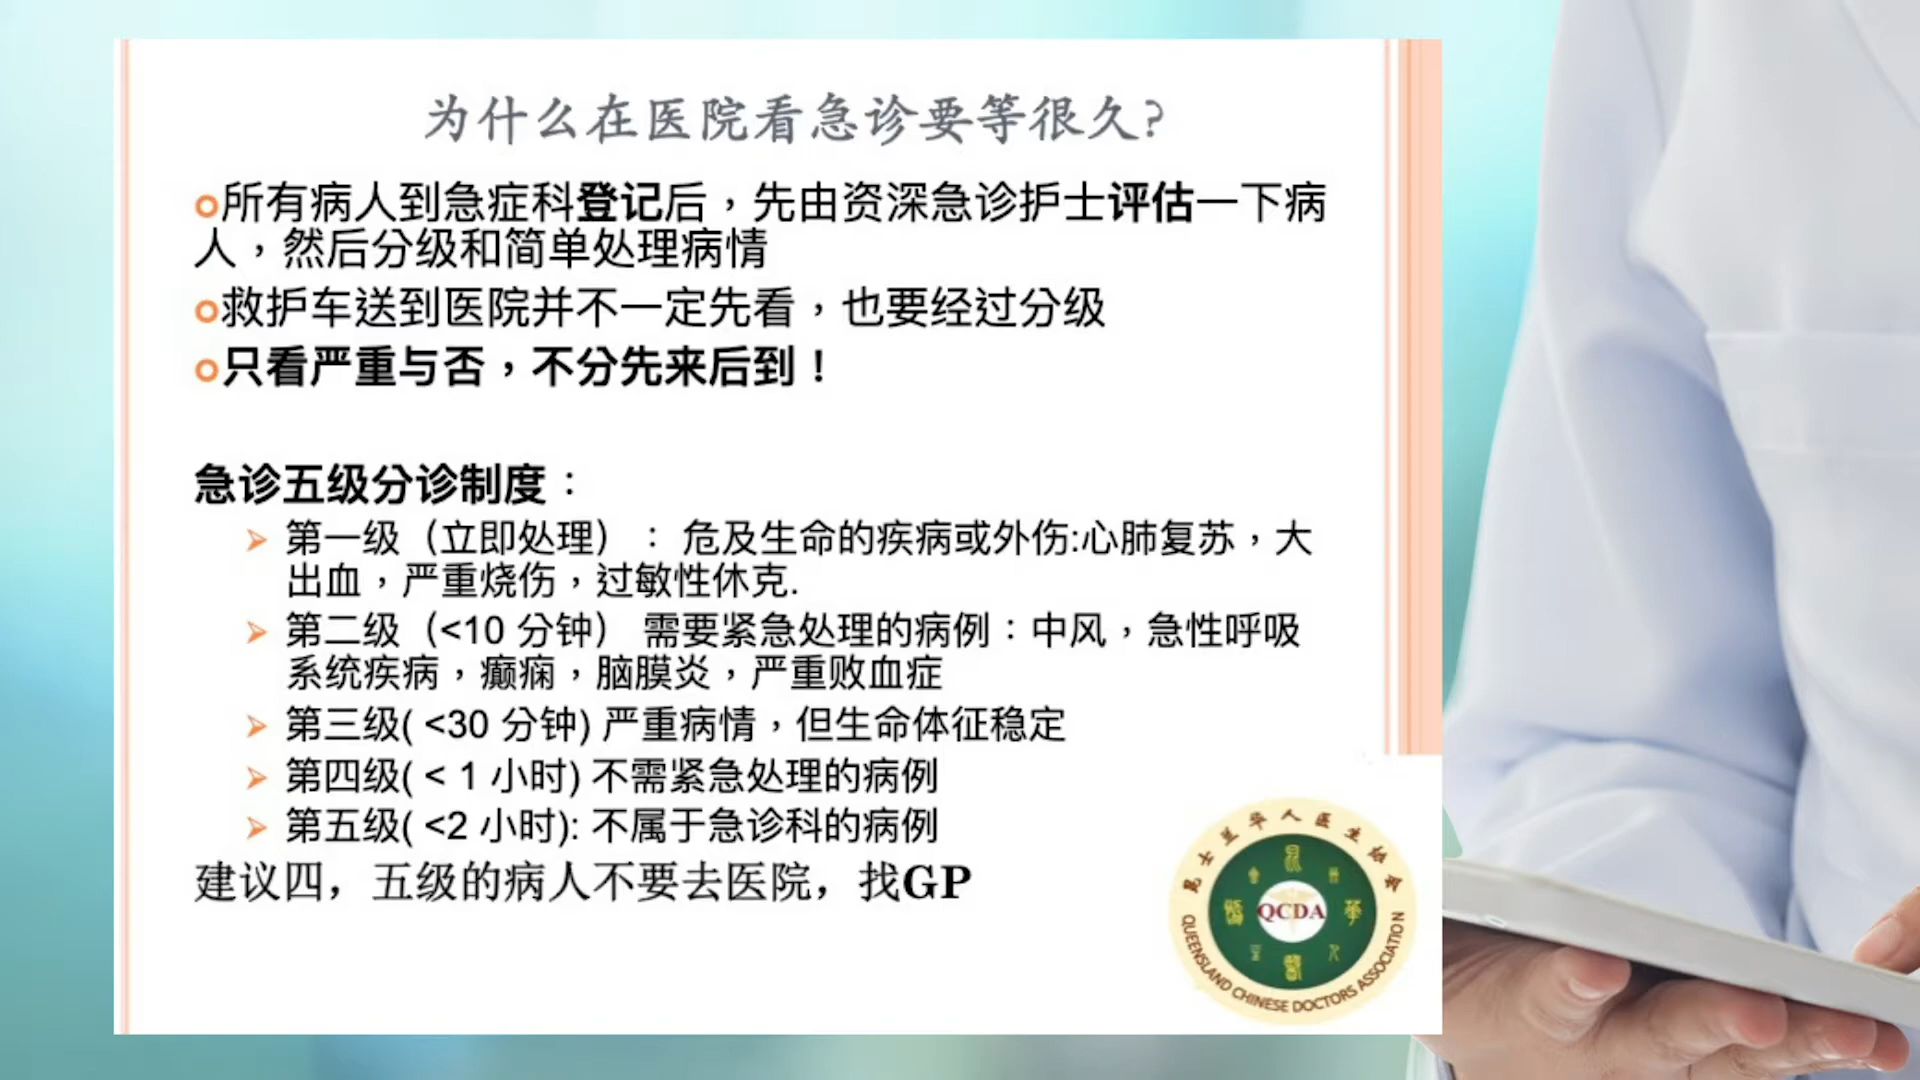 为什么在医院看急诊要等很久?
所有病人到急症科登记后，先由资深急诊护士评估一下病
人，然后分级和简单处理病情
救护车送到医院并不一定先看，也要经过分级
只看严重与否，不分先来后到！
急诊五级分诊制度：
第一级（立即处理）： 危及生命的疾病或外伤:心肺复苏，大
出血，严重烧伤，过敏性休克.
第二级（<10 分钟） 需要紧急处理的病例：中风，急性呼吸
系统疾病，癫痫，脑膜炎，严重败血症
第三级( <30 分钟) 严重病情，但生命体征稳定
第四级( < 1 小时) 不需紧急处理的病例
第五级( <2 小时): 不属于急诊科的病例
建议四，五级的病人不要去医院，找GP
昆士兰华人医生协会
QCDA
QUEENSLAND CHINESE DOCTORS ASSOCIATION